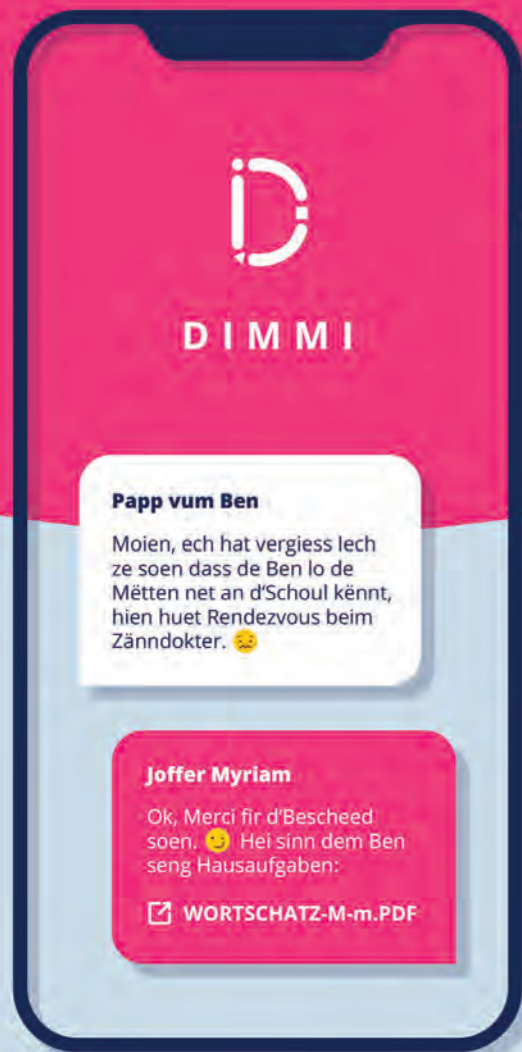 DIMMI
Papp vum Ben
Moien, ech hat vergiess Iech
ze soen dass de Ben lo de
Mëtten net an d'Schoul kënnt,
hien huet Rendezvous beim
Zänndokter. 😖
Joffer Myriam
Ok, Merci fir d'Bescheed
soen. 😏 Hei sinn dem Ben
seng Hausaufgaben:
WORTSCHATZ-M-m.PDF